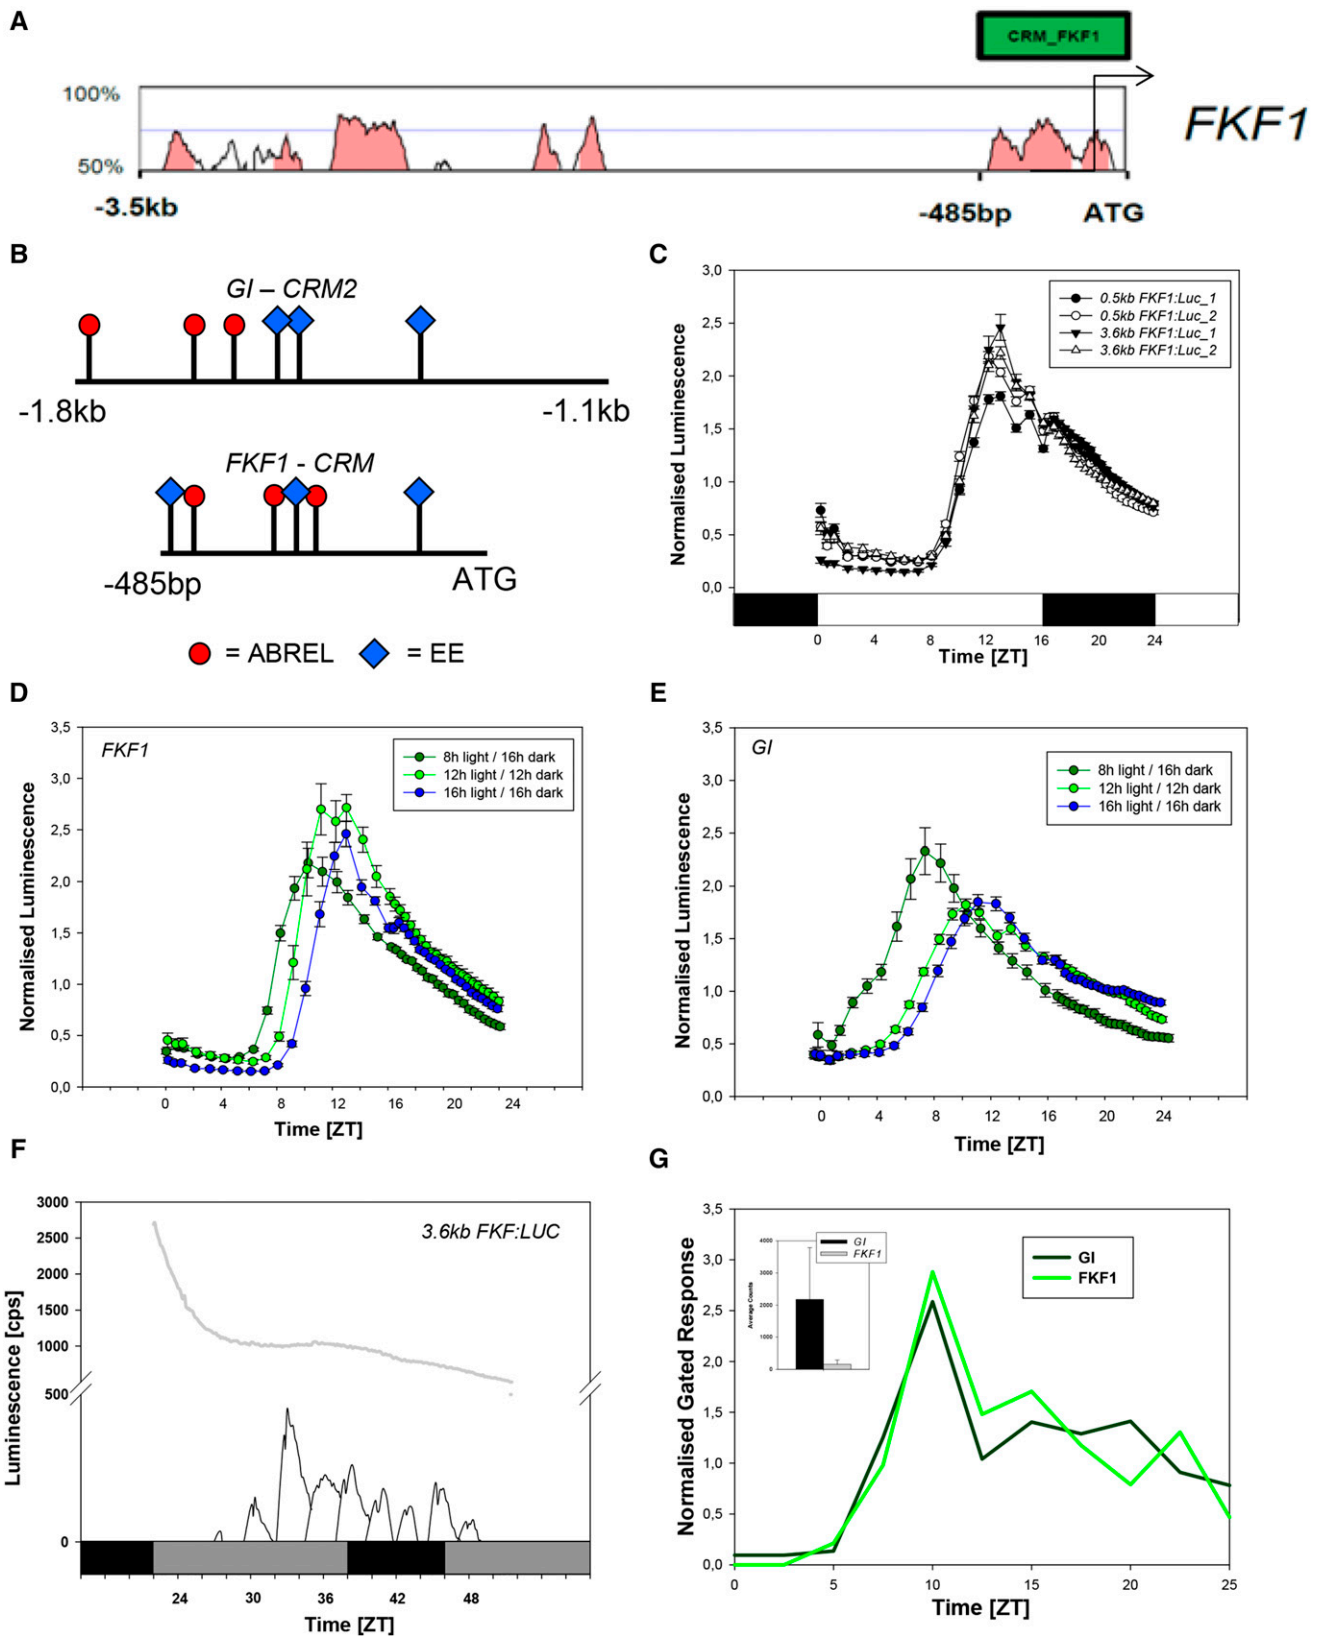 A
CRM_FKF1
100%
50%
FKF1
-3.5kb
-485bp
ATG
B
GI – CRM2
-1.8kb
-1.1kb
FKF1 - CRM
-485bp
ATG
= ABREL
= EE
C
3,0
2,5
2,0
1,5
1,0
0,5
0,0
Normalised Luminescence
0.5kb FKF1:Luc_1
0.5kb FKF1:Luc_2
3.6kb FKF1:Luc_1
3.6kb FKF1:Luc_2
0 4 8 12 16 20 24
Time [ZT]
D
3,5
3,0
2,5
2,0
1,5
1,0
0,5
0,0
Normalised Luminescence
FKF1
8h light / 16h dark
12h light / 12h dark
16h light / 16h dark
0 4 8 12 16 20 24
Time [ZT]
E
3,5
3,0
2,5
2,0
1,5
1,0
0,5
0,0
Normalised Luminescence
GI
8h light / 16h dark
12h light / 12h dark
16h light / 16h dark
0 4 8 12 16 20 24
Time [ZT]
F
3000
2500
2000
1500
1000
500
0
Luminescence [cps]
3.6kb FKF:LUC
24 30 36 42 48
Time [ZT]
G
3,5
3,0
2,5
2,0
1,5
1,0
0,5
0,0
Normalised Gated Response
4000
3000
2000
1000
0
Average Counts
GI
FKF1
GI
FKF1
0 5 10 15 20 25
Time [ZT]